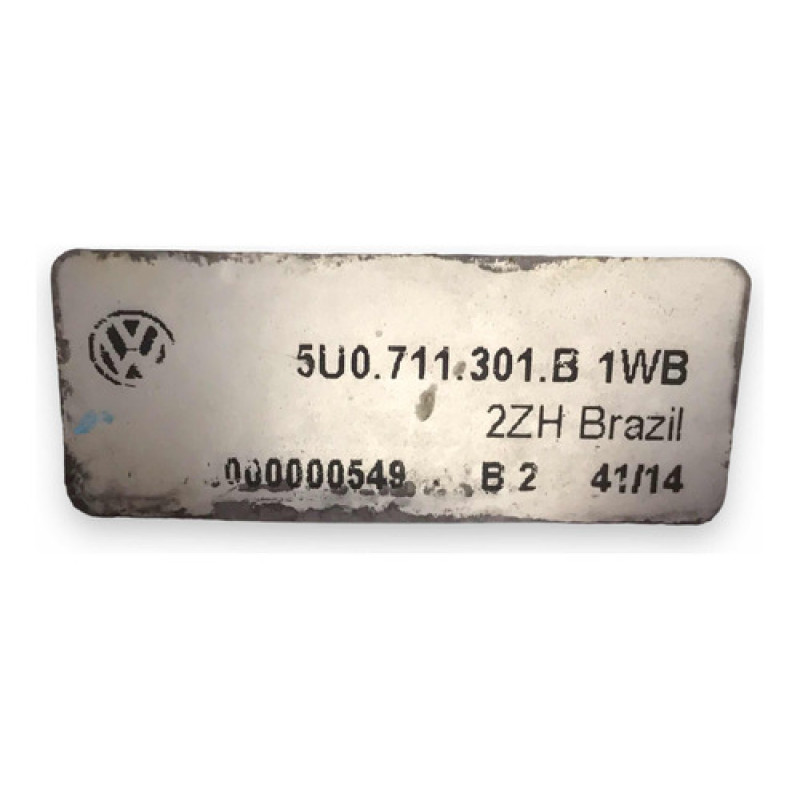 5U0.711.301.B 1WB
2ZH Brazil
000000549 B 2 41/14